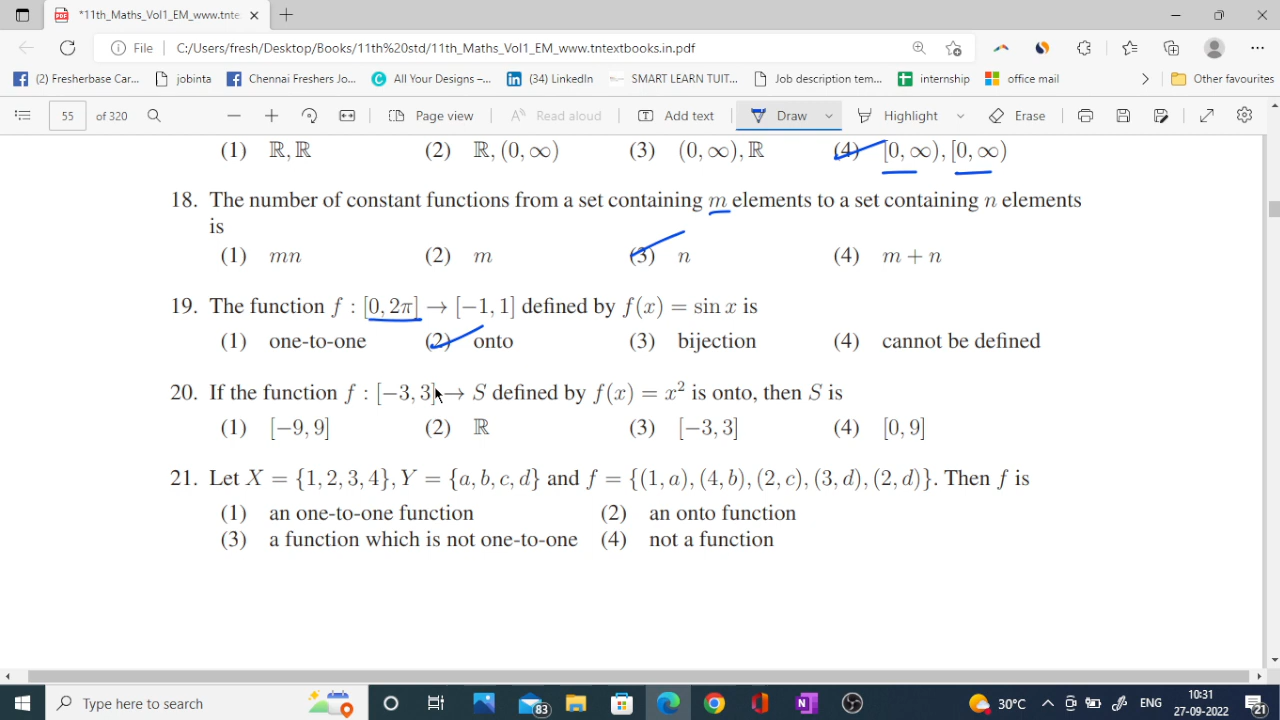 *11th_Maths_Vol1_EM_www.tnte
File C:/Users/fresh/Desktop/Books/11th%20std/11th_Maths_Vol1_EM_www.tntextbooks.in.pdf
(2) Fresherbase Car... jobinta Chennai Freshers Jo... All Your Designs –... (34) LinkedIn SMART LEARN TUIT... Job description tem... internship office mail Other favourites
55 of 320 Page view Read aloud Add text Draw Highlight Erase
(1) ℝ, ℝ (2) ℝ, (0, ∞) (3) (0, ∞), ℝ (4) [0, ∞), [0, ∞)
18. The number of constant functions from a set containing m elements to a set containing n elements
is
(1) mn (2) m (3) n (4) m + n
19. The function f : [0, 2π] → [−1, 1] defined by f(x) = sin x is
(1) one-to-one (2) onto (3) bijection (4) cannot be defined
20. If the function f : [−3, 3] → S defined by f(x) = x² is onto, then S is
(1) [−9, 9] (2) ℝ (3) [−3, 3] (4) [0, 9]
21. Let X = {1, 2, 3, 4}, Y = {a, b, c, d} and f = {(1, a), (4, b), (2, c), (3, d), (2, d)}. Then f is
(1) an one-to-one function (2) an onto function
(3) a function which is not one-to-one (4) not a function
Type here to search 83 30°C ENG 10:31
27-09-2022 21